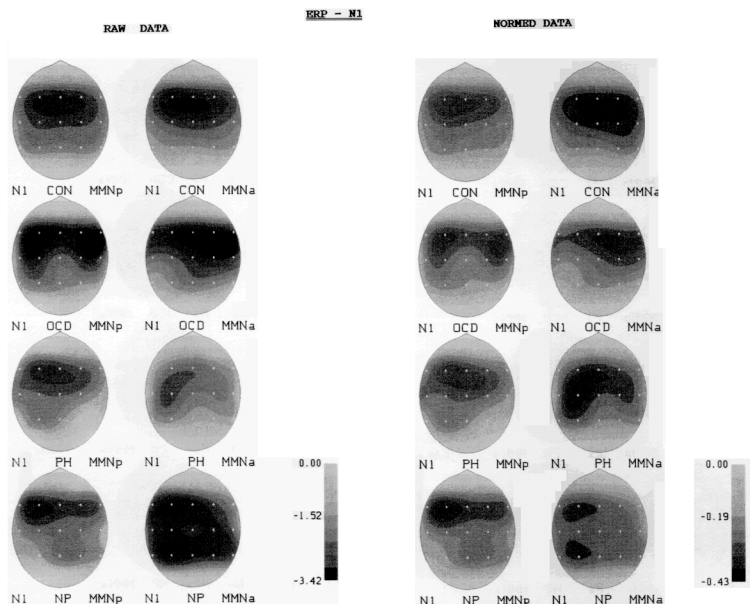 ERP - N1
RAW DATA
NORMED DATA
N1 CON MMNp
N1 CON MMNa
N1 CON MMNp
N1 CON MMNa
N1 OCD MMNp
N1 OCD MMNa
N1 OCD MMNp
N1 OCD MMNa
N1 PH MMNp
N1 PH MMNa
N1 PH MMNp
N1 PH MMNa
0.00
-1.52
-3.42
0.00
-0.19
-0.43
N1 NP MMNp
N1 NP MMNa
N1 NP MMNp
N1 NP MMNa